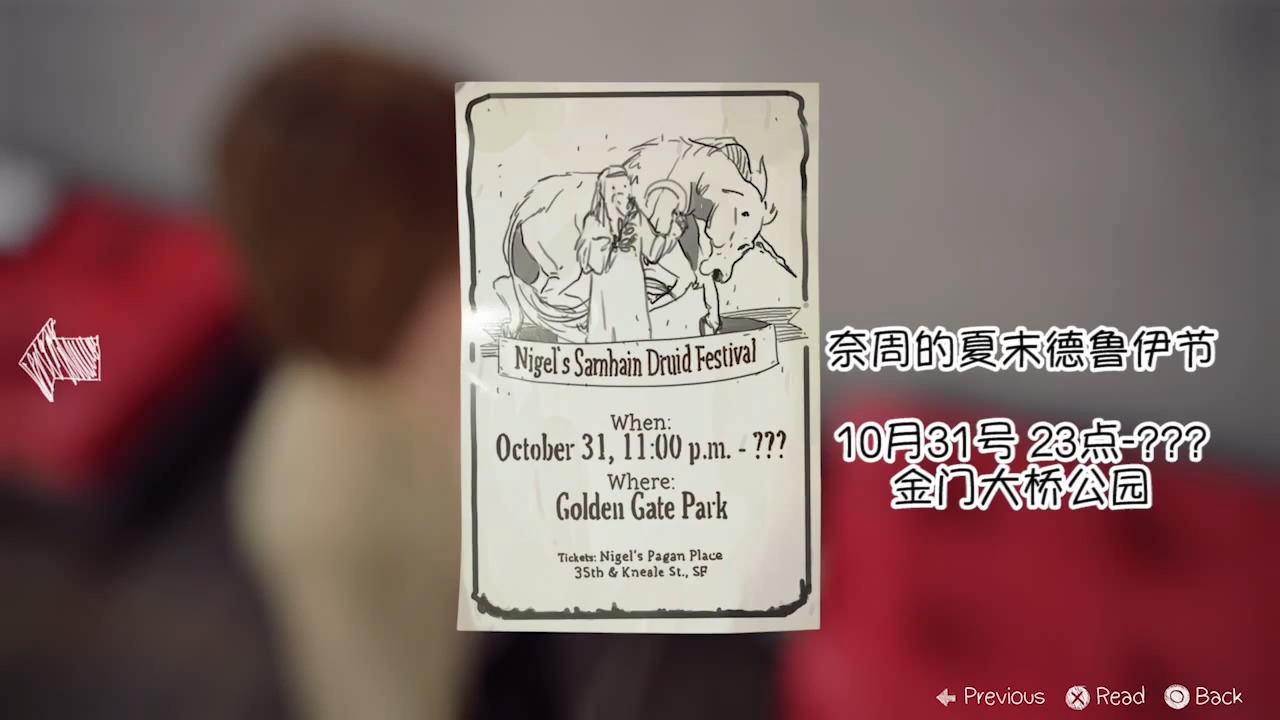 Nigel's Samhain Druid Festival
When:
October 31, 11:00 p.m. - ???
Where:
Golden Gate Park
Tickets: Nigel's Pagan Place
35th & Kneale St., SF
奈周的夏末德鲁伊节
10月31号 23点-???
金门大桥公园
Previous
Read
Back